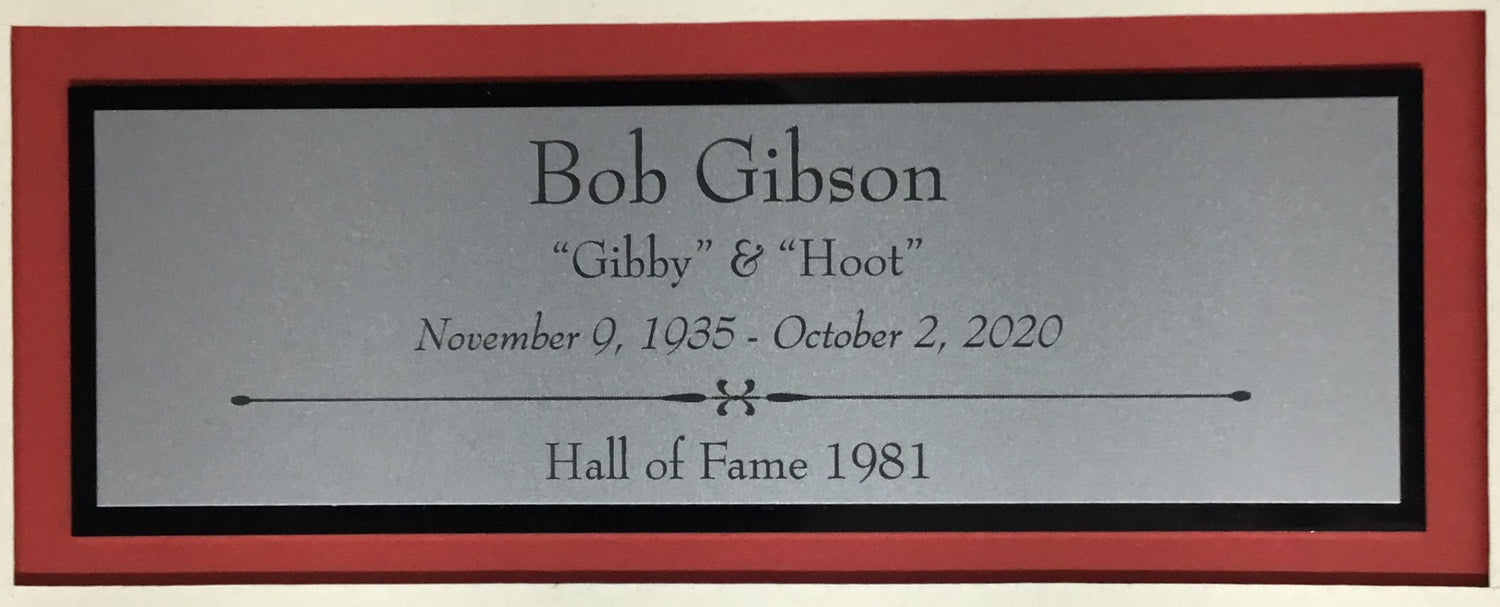 Bob Gibson
“Gibby” & “Hoot”
November 9, 1935 - October 2, 2020
Hall of Fame 1981